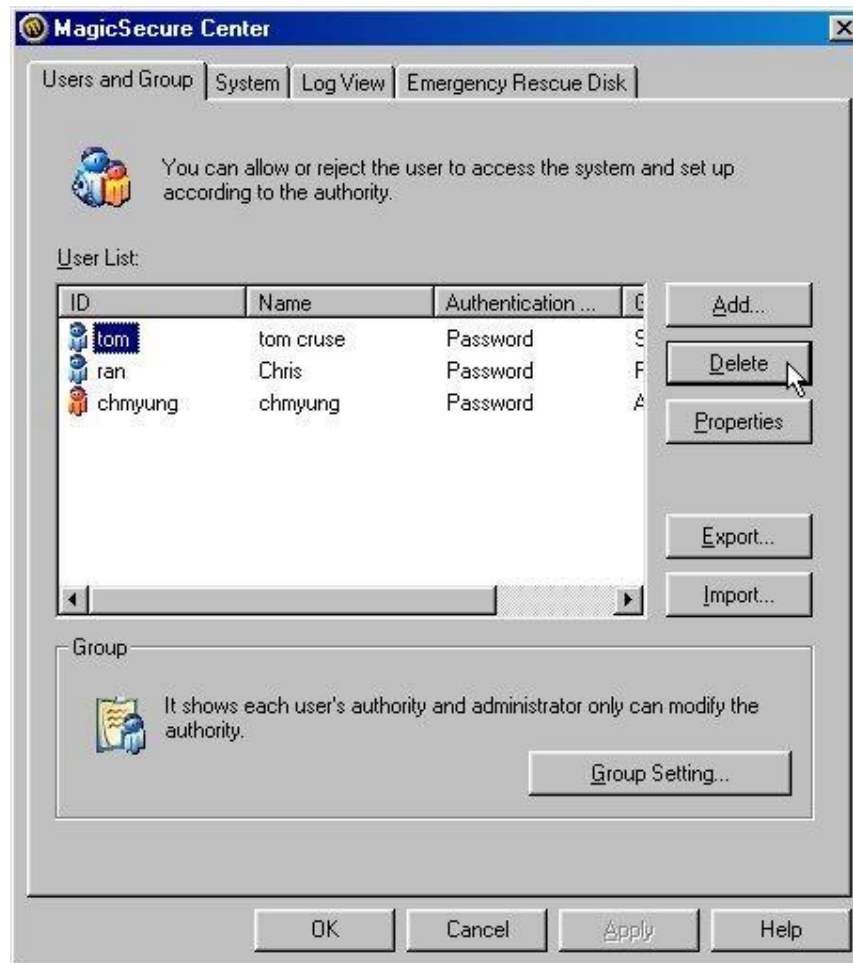 MagicSecure Center
Users and Group System Log View Emergency Rescue Disk
You can allow or reject the user to access the system and set up
according to the authority.
User List:
ID Name Authentication ...
Add...
tom tom cruse Password
Delete
ran Chris Password
chmyung chmyung Password
Properties
Export...
Import...
Group
It shows each user's authority and administrator only can modify the
authority.
Group Setting...
OK Cancel Apply Help